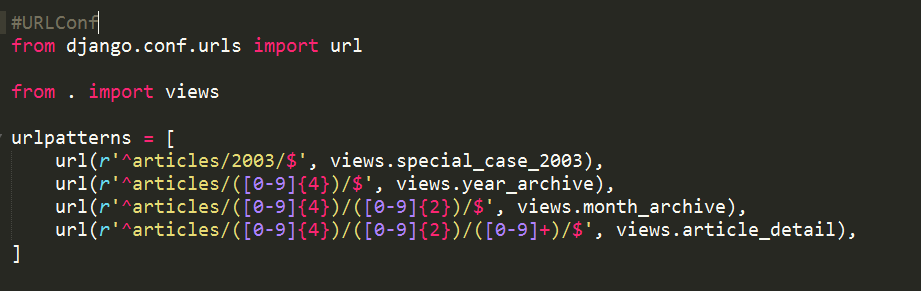 #URLConf
from django.conf.urls import url
from . import views
urlpatterns = [
    url(r'^articles/2003/$', views.special_case_2003),
    url(r'^articles/([0-9]{4})/$', views.year_archive),
    url(r'^articles/([0-9]{4})/([0-9]{2})/$', views.month_archive),
    url(r'^articles/([0-9]{4})/([0-9]{2})/([0-9]+)/$', views.article_detail),
]